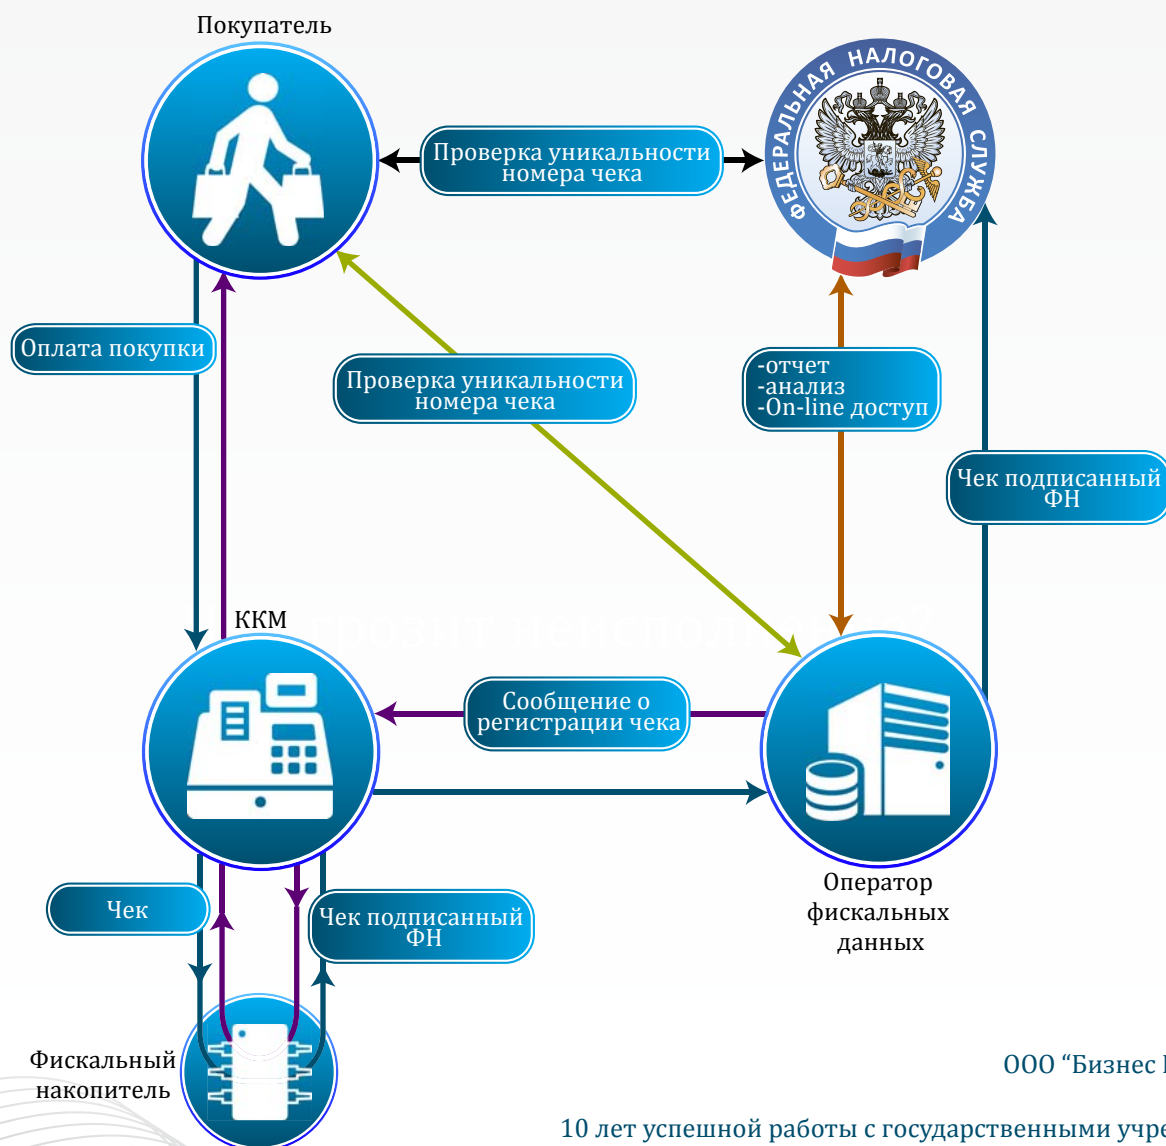 Покупатель
ФЕДЕРАЛЬНАЯ НАЛОГОВАЯ СЛУЖБА
Проверка уникальности
номера чека
Оплата покупки
Проверка уникальности
номера чека
-отчет
-анализ
-On-line доступ
Чек подписанный
ФН
ККМ
грозит
Сообщение о
регистрации чека
Оператор
фискальных
данных
Чек
Чек подписанный
ФН
Фискальный
накопитель
ООО “Бизнес
10 лет успешной работы с государственными